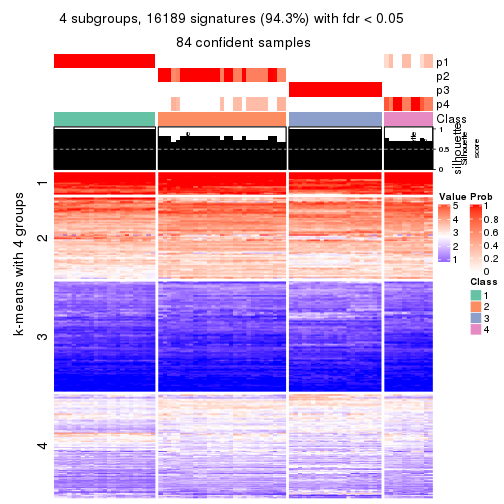 4 subgroups, 16189 signatures (94.3%) with fdr < 0.05
84 confident samples
p1
p2
p3
p4
Class
1
0.5
0
silhouette
Silhouette
score
k-means with 4 groups
1
2
3
4
Value
5
4
3
2
1
Prob
1
0.8
0.6
0.4
0.2
0
Class
1
2
3
4